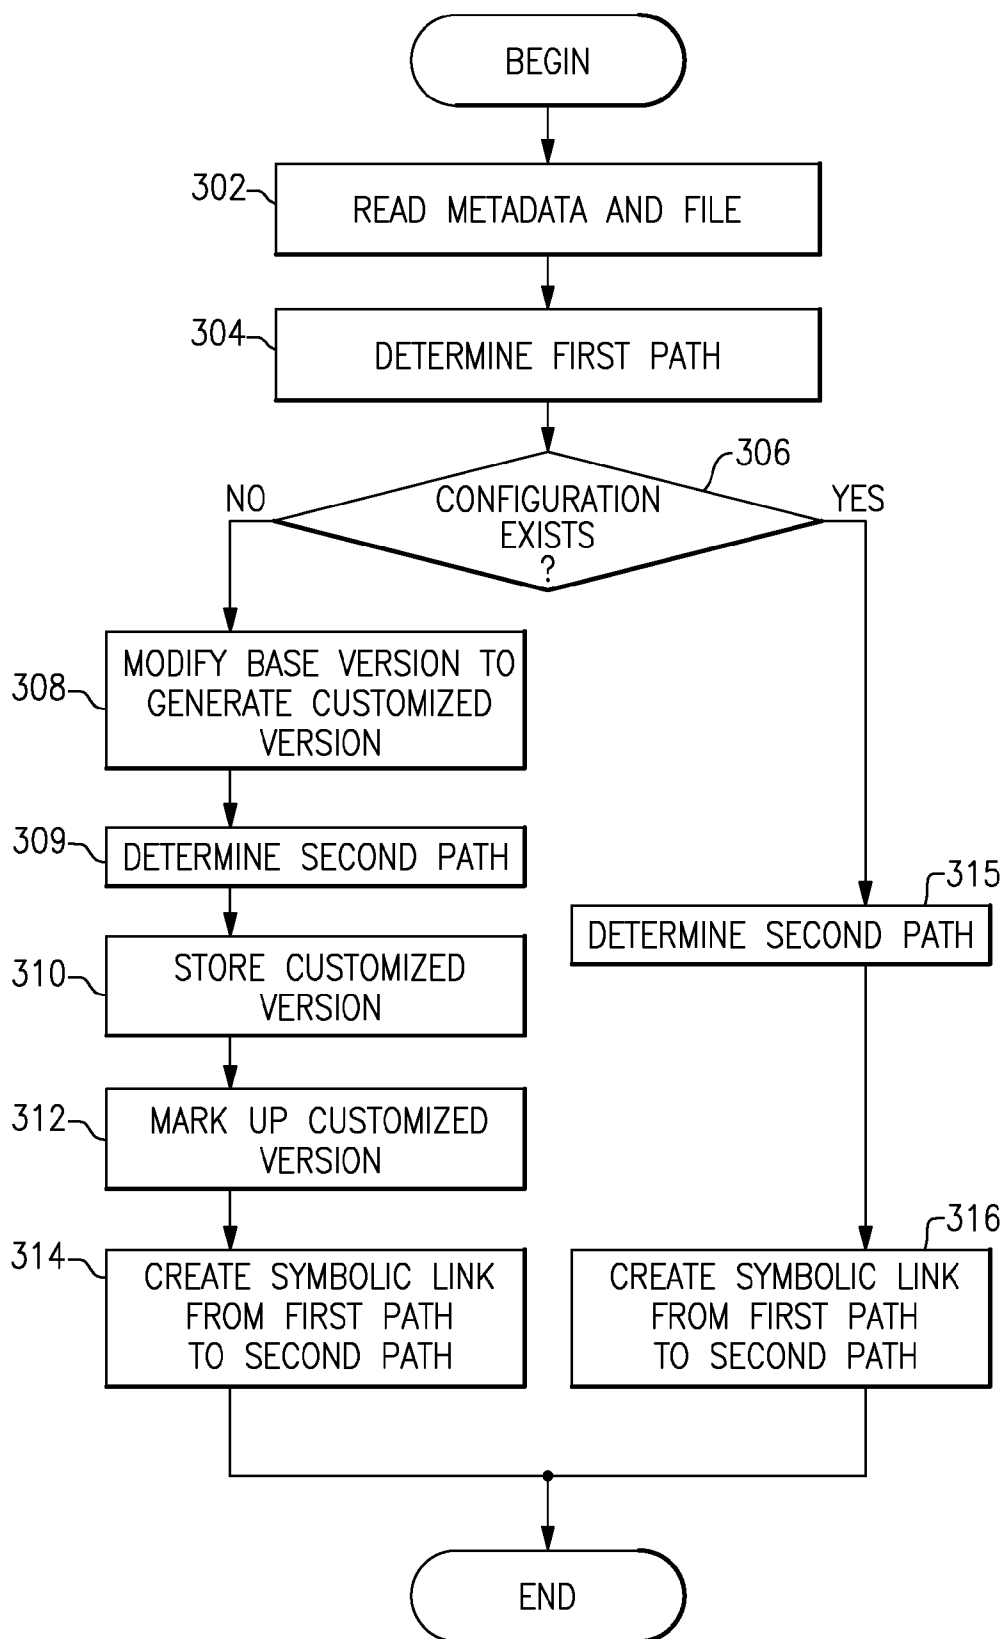 BEGIN
302
READ METADATA AND FILE
304
DETERMINE FIRST PATH
306
CONFIGURATION
EXISTS
?
NO
YES
308
MODIFY BASE VERSION TO
GENERATE CUSTOMIZED
VERSION
309
DETERMINE SECOND PATH
315
DETERMINE SECOND PATH
310
STORE CUSTOMIZED
VERSION
312
MARK UP CUSTOMIZED
VERSION
314
CREATE SYMBOLIC LINK
FROM FIRST PATH
TO SECOND PATH
316
CREATE SYMBOLIC LINK
FROM FIRST PATH
TO SECOND PATH
END